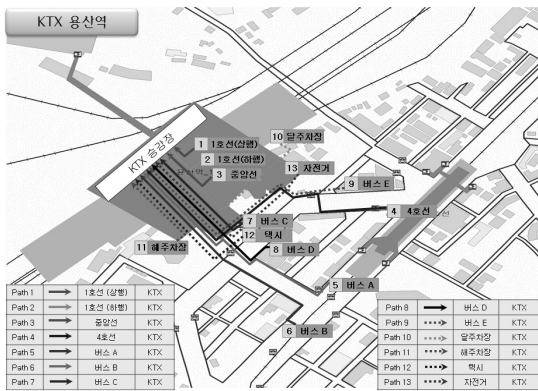 KTX 용산역
KTX 승강장
10 달주차장
1 1호선(상행)
2 1호선(하행)
13 자전거
3 중앙선
9 버스 E
4 4호선
7 버스 C
12 택시
11 해주차장
8 버스 D
5 버스 A
6 버스 B
Path 1 1호선 (상행) KTX
Path 2 1호선 (하행) KTX
Path 3 중앙선 KTX
Path 4 4호선 KTX
Path 5 버스 A KTX
Path 6 버스 B KTX
Path 7 버스 C KTX
Path 8 버스 D KTX
Path 9 버스 E KTX
Path 10 달주차장 KTX
Path 11 해주차장 KTX
Path 12 택시 KTX
Path 13 자전거 KTX